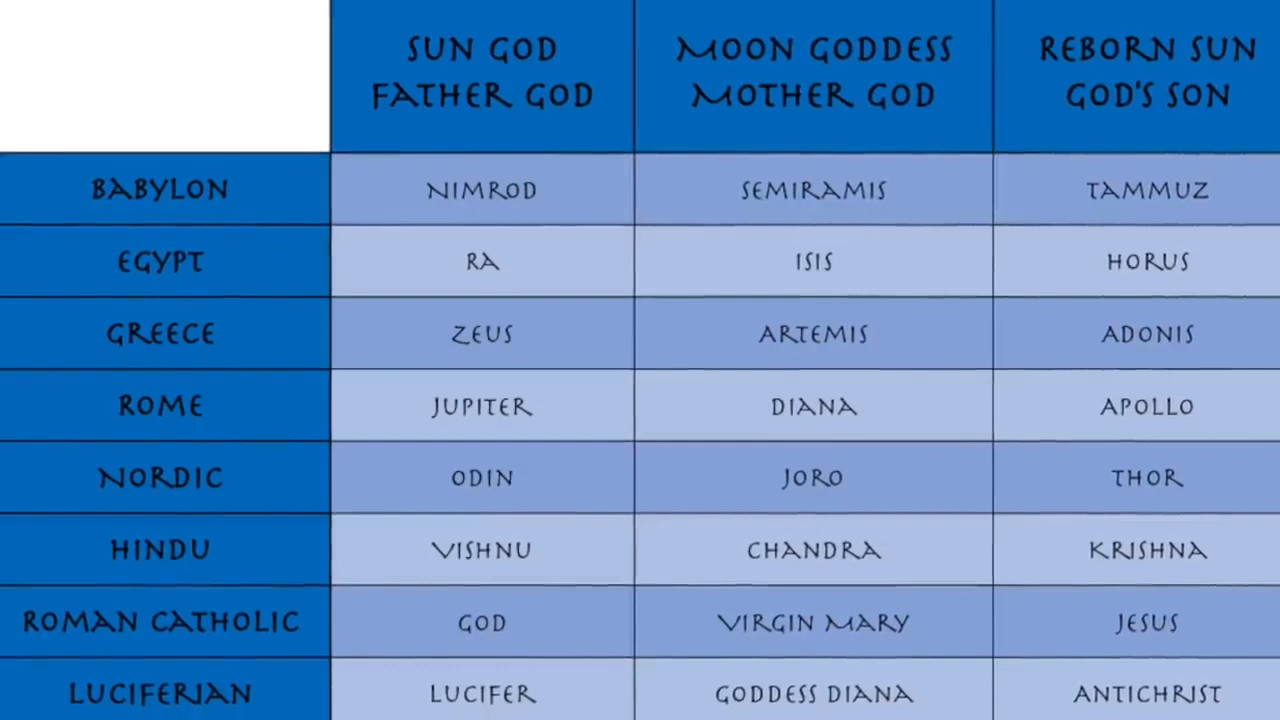 SUN GOD
FATHER GOD
MOON GODDESS
MOTHER GOD
REBORN SUN
GOD'S SON
BABYLON NIMROD SEMIRAMIS TAMMUZ
EGYPT RA ISIS HORUS
GREECE ZEUS ARTEMIS ADONIS
ROME JUPITER DIANA APOLLO
NORDIC ODIN JORO THOR
HINDU VISHNU CHANDRA KRISHNA
ROMAN CATHOLIC GOD VIRGIN MARY JESUS
LUCIFERIAN LUCIFER GODDESS DIANA ANTICHRIST